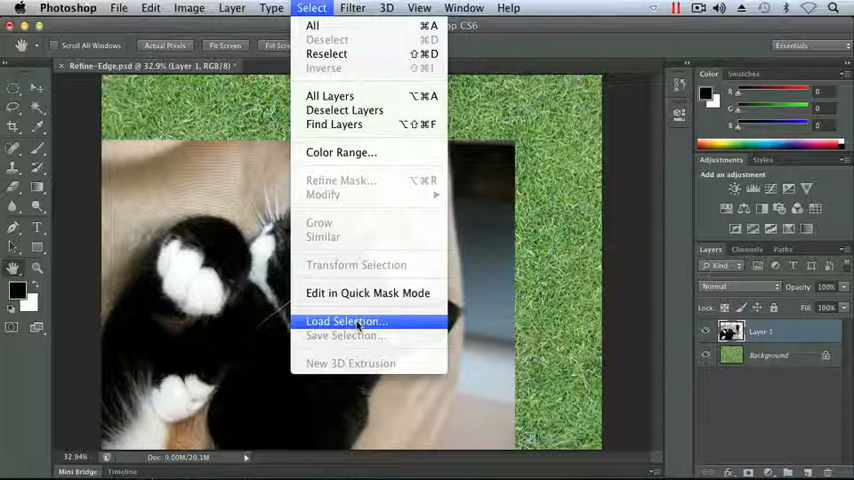 Photoshop File Edit Image Layer Type Select Filter 3D View Window Help
Scroll All Windows Actual Pixels Fit Screen Essentials
Refine-Edge.psd @ 32.9% (Layer 1, RGB/8) *
All ⌘A
Deselect ⌘D
Reselect ⇧⌘D
Inverse ⇧⌘I
All Layers ⌥⌘A
Deselect Layers
Find Layers ⌥⇧⌘F
Color Range...
Refine Mask... ⌥⌘R
Modify
Grow
Similar
Transform Selection
Edit in Quick Mask Mode
Load Selection...
Save Selection...
New 3D Extrusion
Color Swatches
R 0
G 0
B 0
Adjustments Styles
Add an adjustment
Layers Channels Paths
Kind
Normal Opacity: 100%
Lock: Fill: 100%
Layer 1
Background
32.94% Doc: 9.00M/20.1M
Mini Bridge Timeline